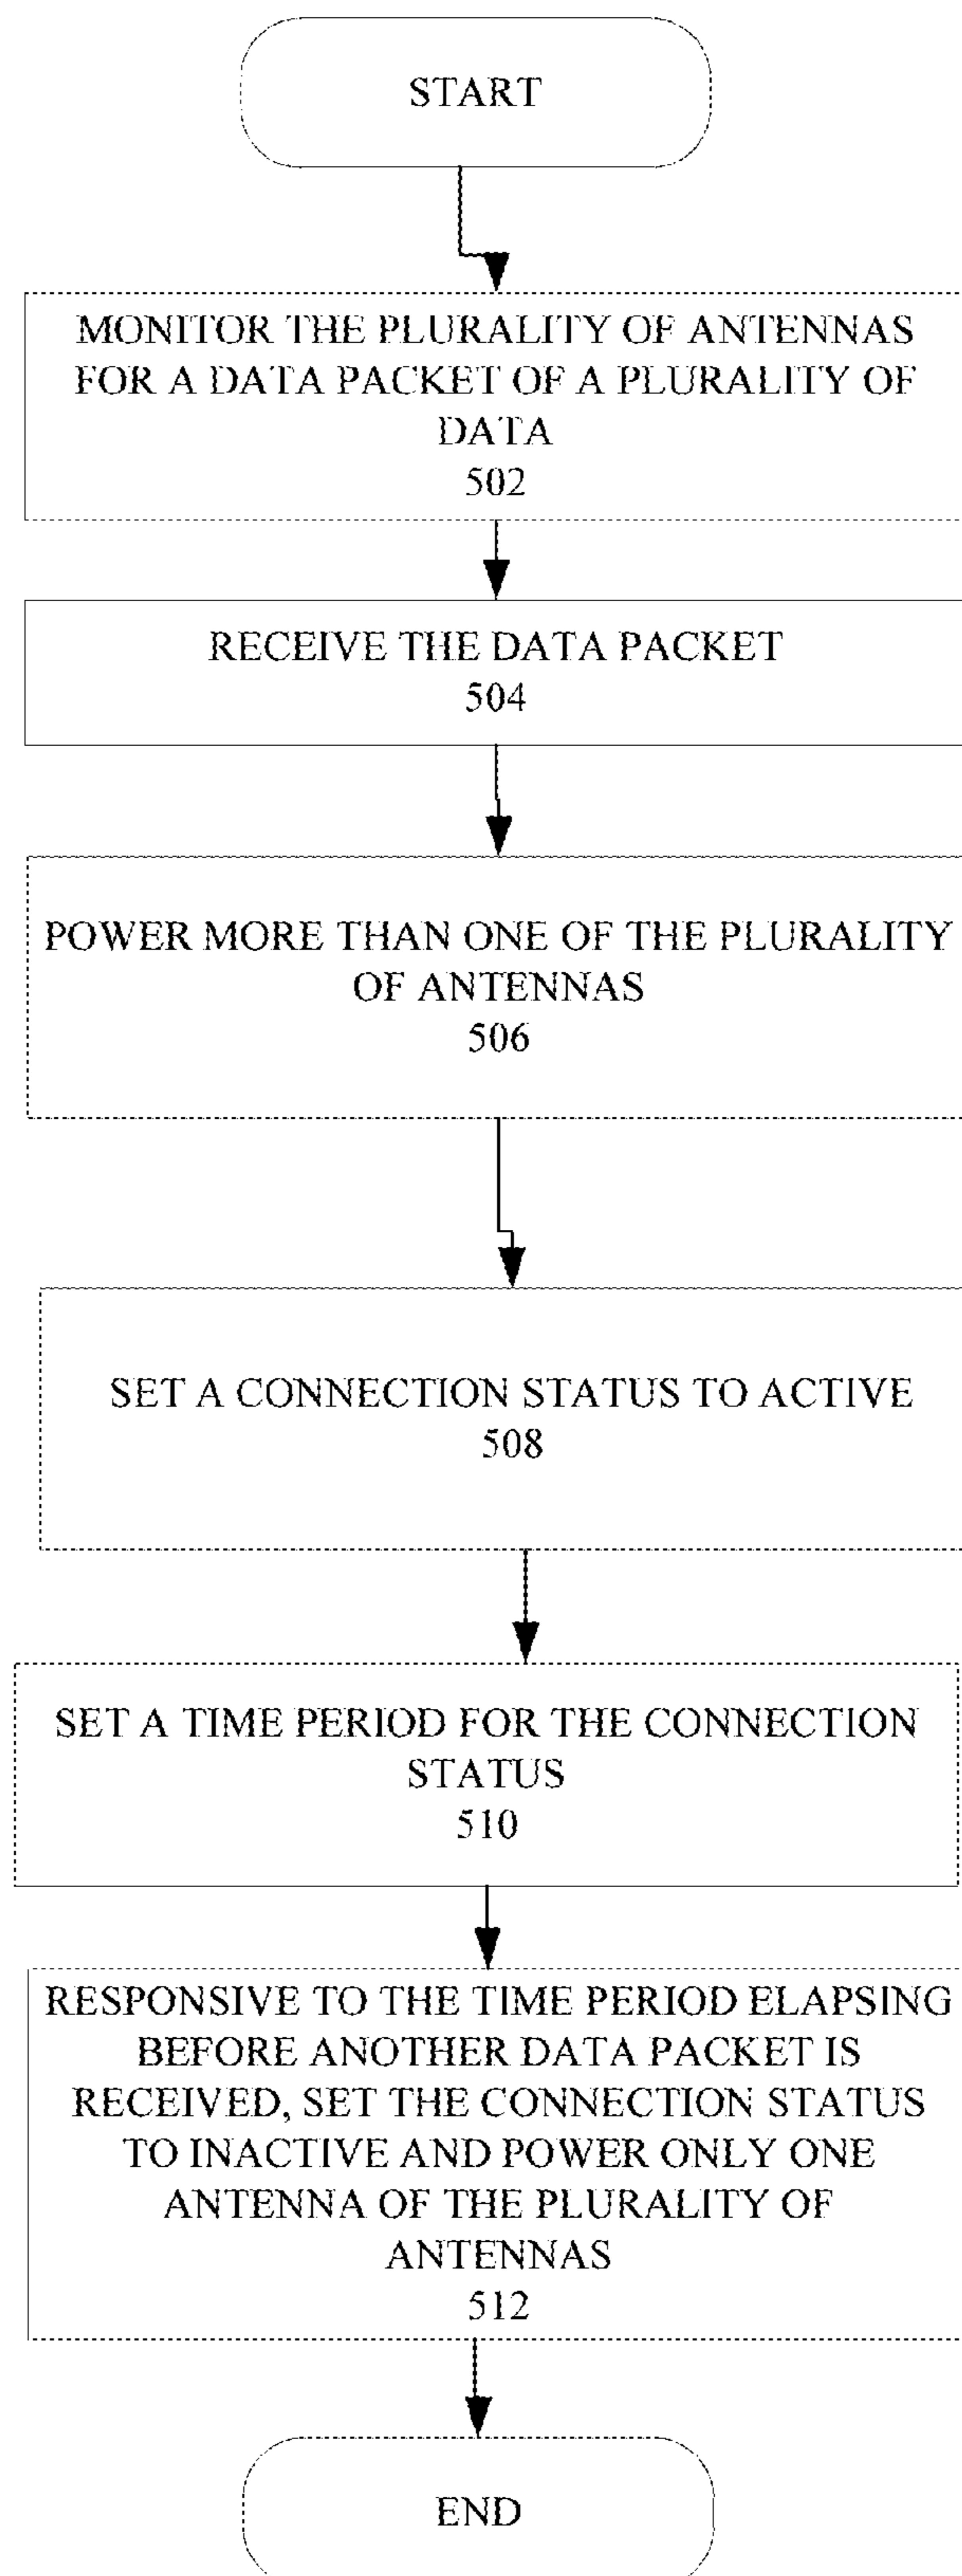 START
MONITOR THE PLURALITY OF ANTENNAS
FOR A DATA PACKET OF A PLURALITY OF
DATA
502
RECEIVE THE DATA PACKET
504
POWER MORE THAN ONE OF THE PLURALITY
OF ANTENNAS
506
SET A CONNECTION STATUS TO ACTIVE
508
SET A TIME PERIOD FOR THE CONNECTION
STATUS
510
RESPONSIVE TO THE TIME PERIOD ELAPSING
BEFORE ANOTHER DATA PACKET IS
RECEIVED, SET THE CONNECTION STATUS
TO INACTIVE AND POWER ONLY ONE
ANTENNA OF THE PLURALITY OF
ANTENNAS
512
END